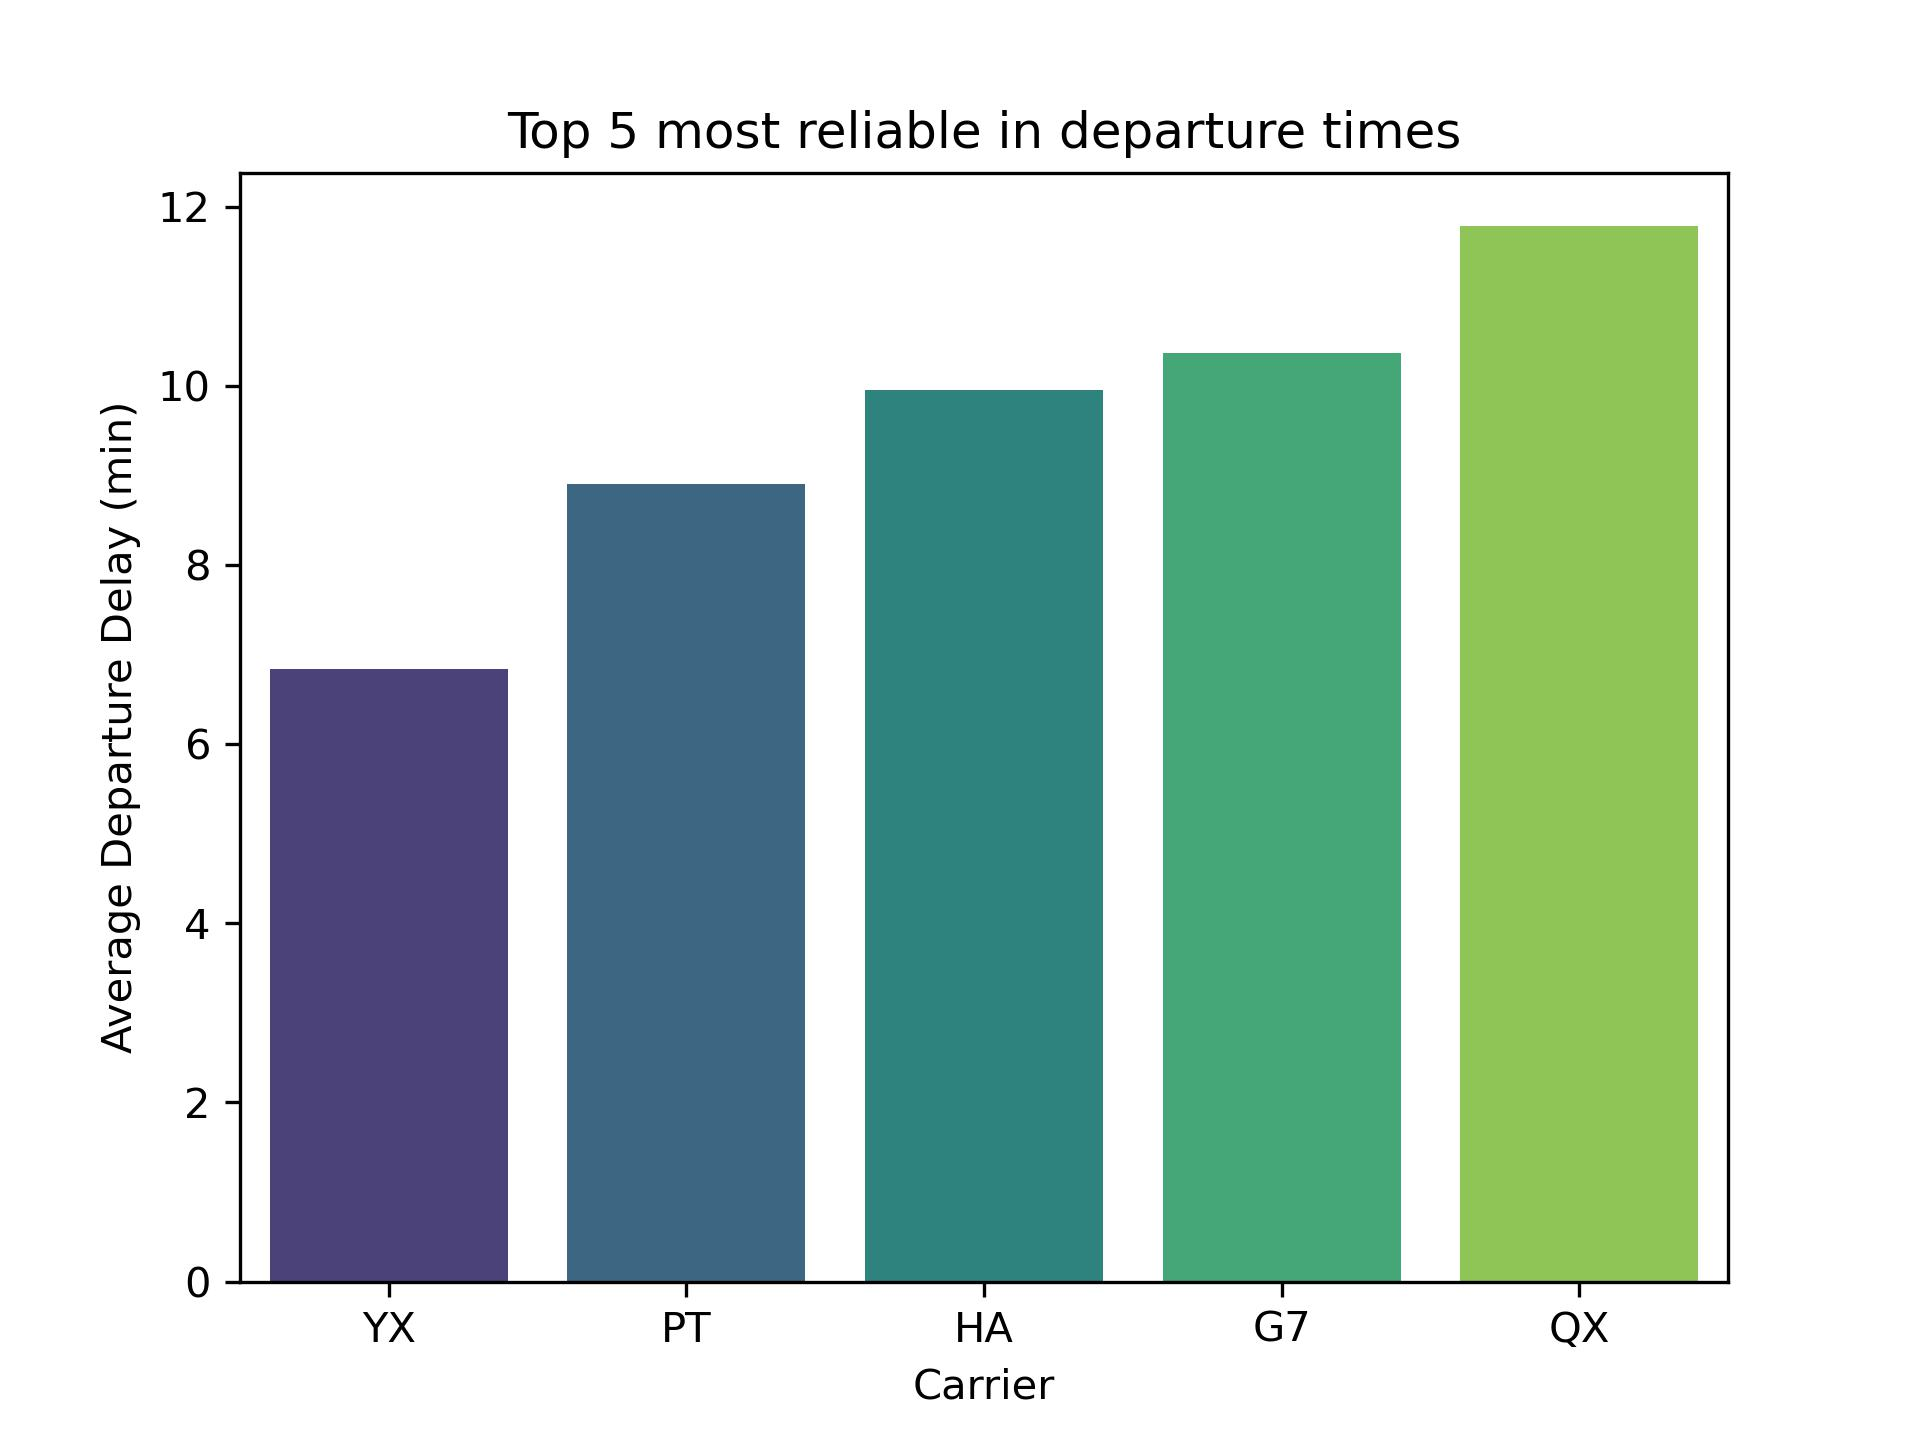 Top 5 most reliable in departure times
12
10
8
6
4
2
0
Average Departure Delay (min)
YX PT HA G7 QX
Carrier